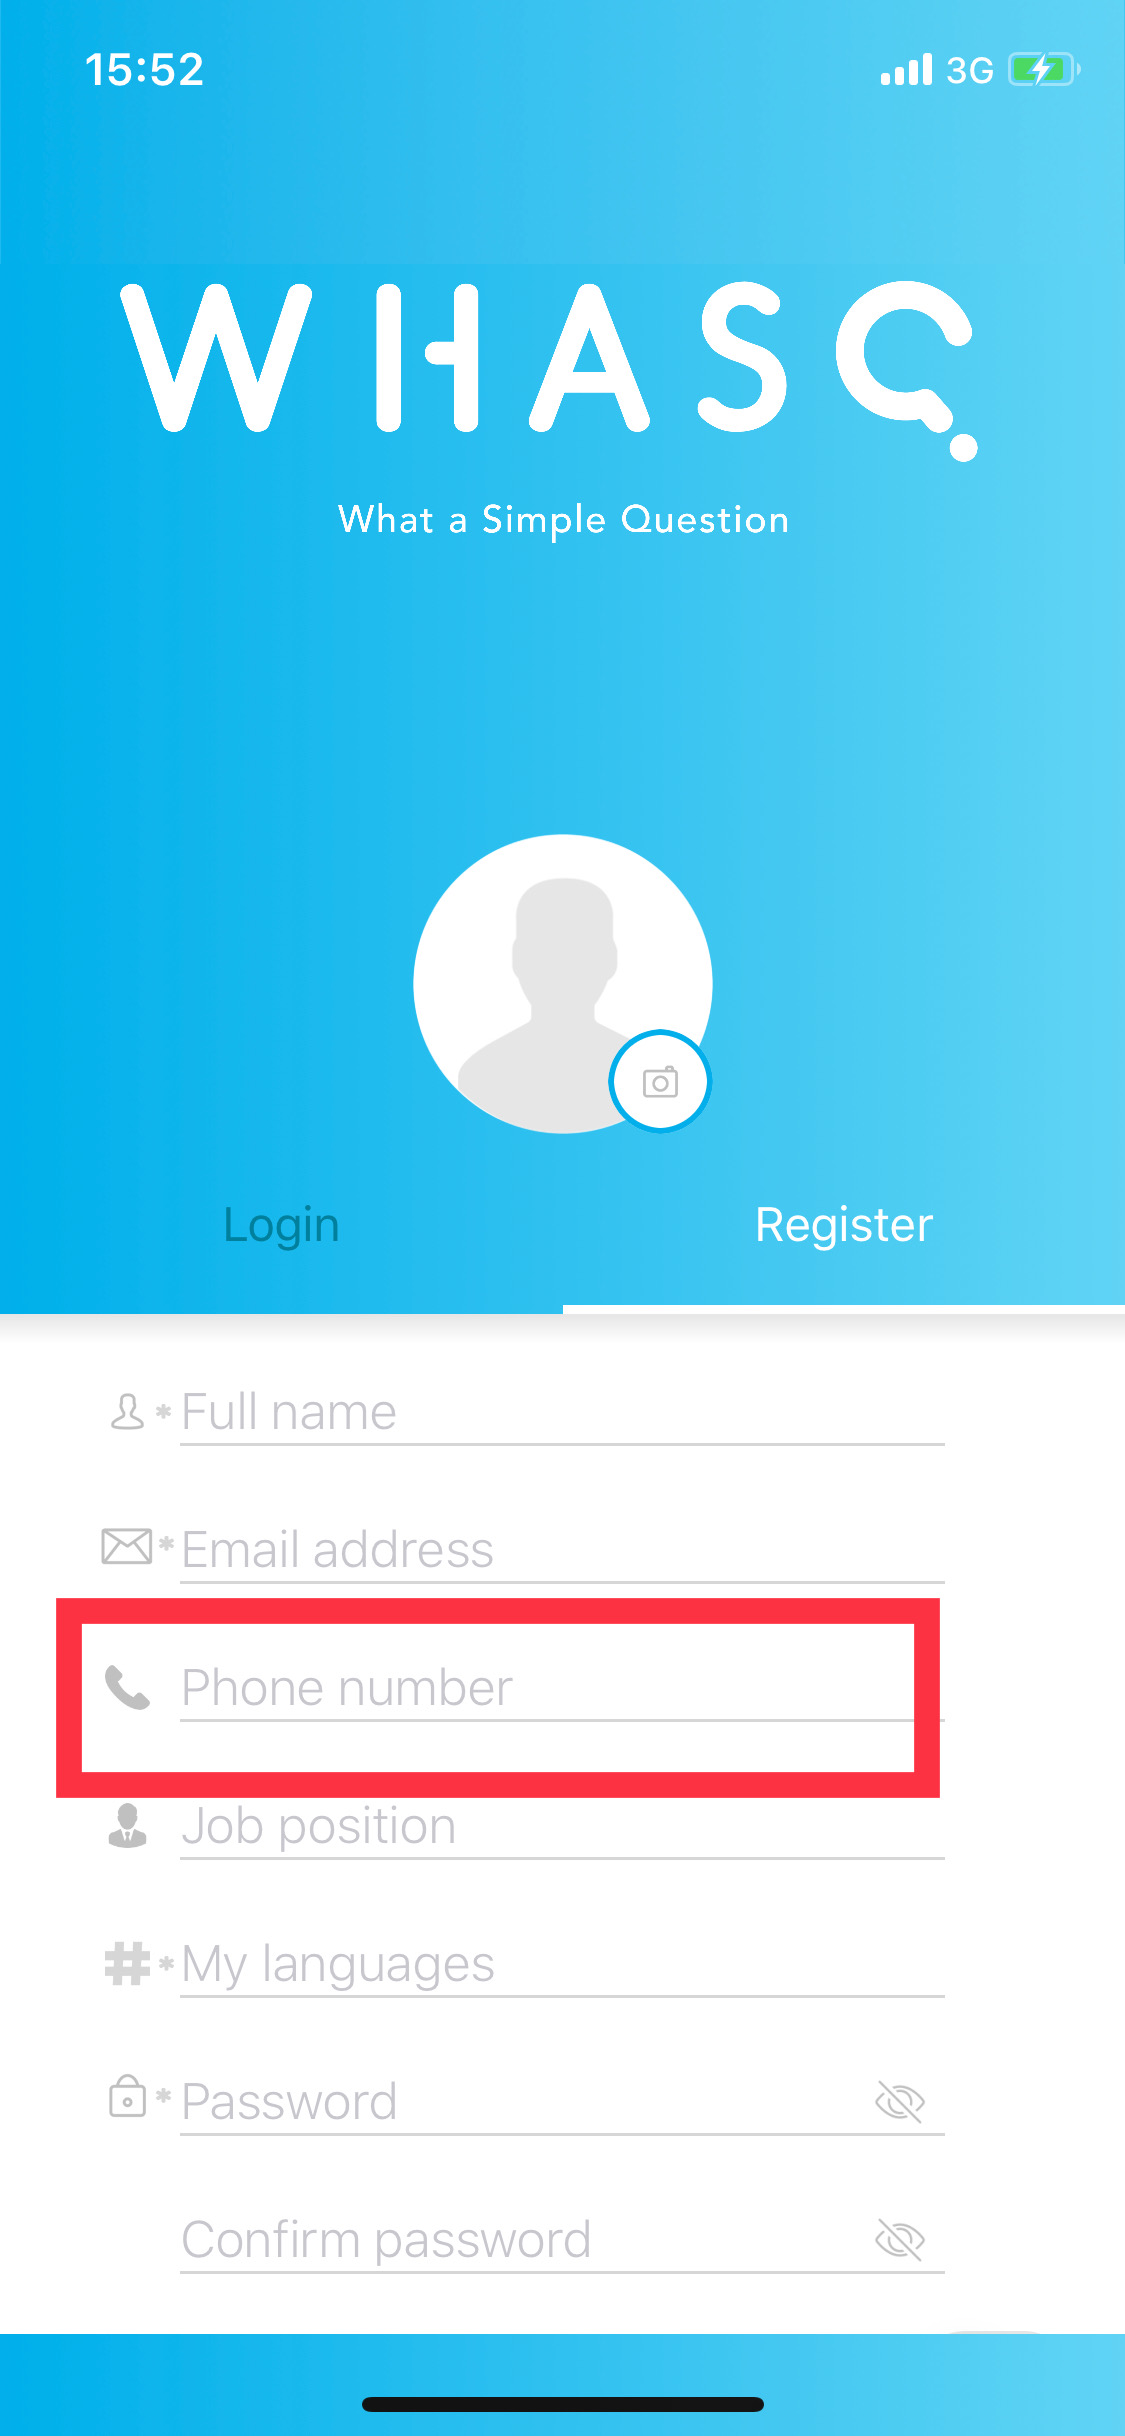 15:52 3G
WHASQ
What a Simple Question
Login Register
* Full name
* Email address
Phone number
Job position
# * My languages
* Password
Confirm password